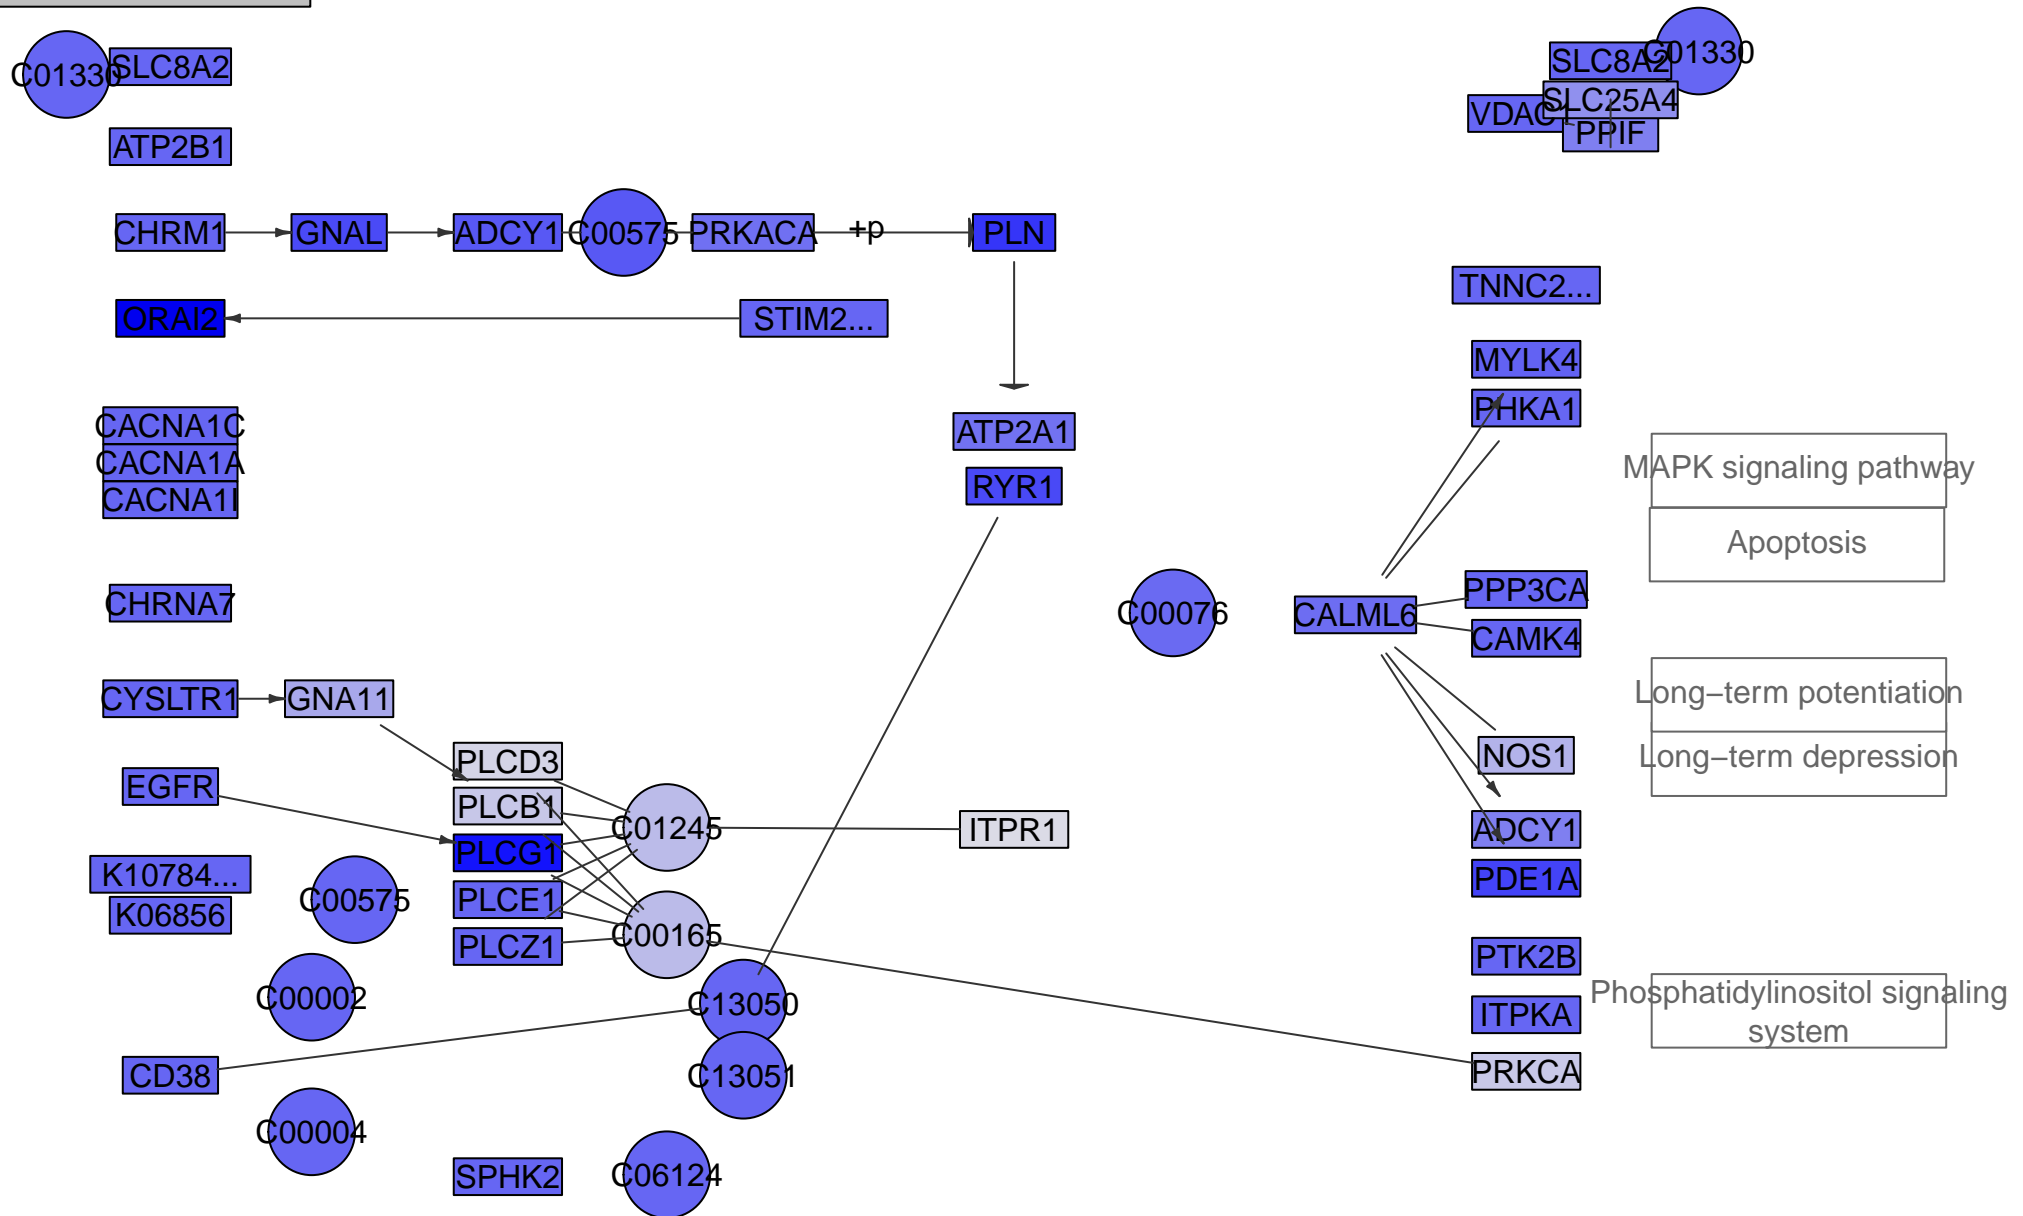 C01330 SLC8A2
SLC8A2 C01330
SLC25A4
VDAC1
PPIF
ATP2B1
CHRM1 GNAL ADCY1 C00575 PRKACA +p PLN
TNNC2...
ORAI2 STIM2...
MYLK4
PHKA1
CACNA1C
CACNA1A
CACNA1I
ATP2A1
RYR1
MAPK signaling pathway
Apoptosis
CHRNA7
C00076 CALML6 PPP3CA
CAMK4
CYSLTR1 GNA11
Long−term potentiation
Long−term depression
PLCD3
NOS1
EGFR
PLCB1
C01245 ITPR1
ADCY1
PLCG1
K10784...
PDE1A
PLCE1
C00575
K06856
C00165
PLCZ1
PTK2B
C00002
C13050
ITPKA
Phosphatidylinositol signaling
system
CD38
C13051
PRKCA
C00004
SPHK2 C06124